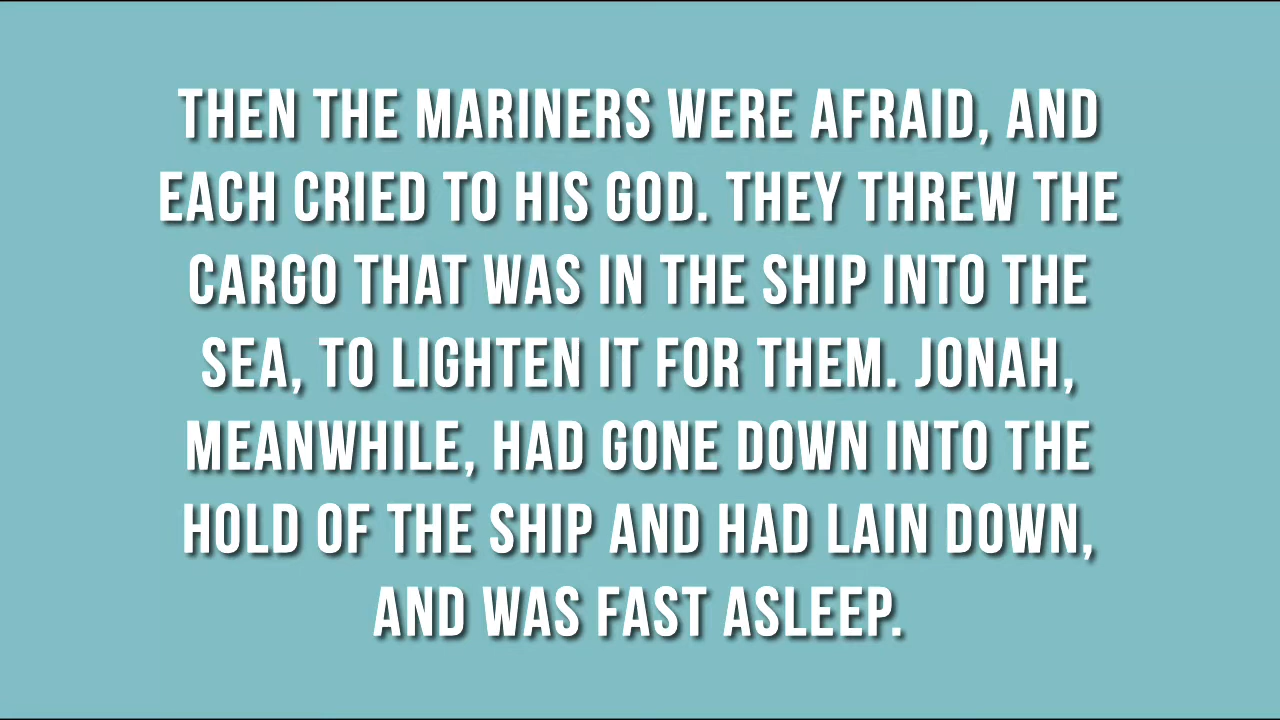 THEN THE MARINERS WERE AFRAID, AND
EACH CRIED TO HIS GOD. THEY THREW THE
CARGO THAT WAS IN THE SHIP INTO THE
SEA, TO LIGHTEN IT FOR THEM. JONAH,
MEANWHILE, HAD GONE DOWN INTO THE
HOLD OF THE SHIP AND HAD LAIN DOWN,
AND WAS FAST ASLEEP.